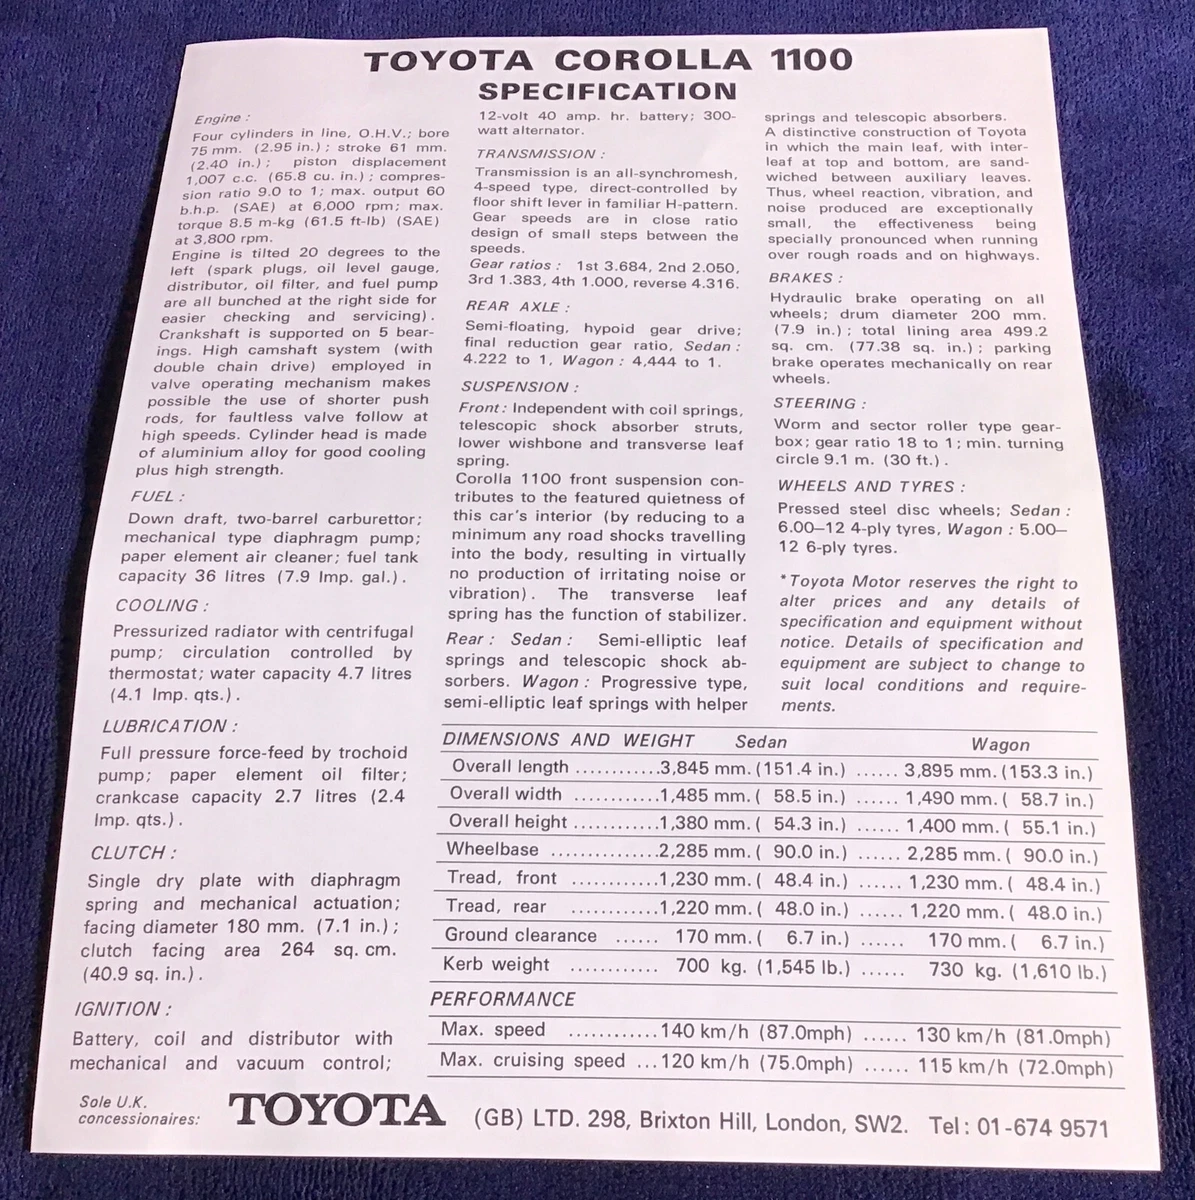 TOYOTA COROLLA 1100
SPECIFICATION
Engine :
Four cylinders in line, O.H.V.; bore
75 mm. (2.95 in.) ; stroke 61 mm.
(2.40 in.) ; piston displacement
1,007 c.c. (65.8 cu. in.) ; compres-
sion ratio 9.0 to 1; max. output 60
b.h.p. (SAE) at 6,000 rpm; max.
torque 8.5 m-kg (61.5 ft-lb) (SAE)
at 3,800 rpm.
Engine is tilted 20 degrees to the
left (spark plugs, oil level gauge,
distributor, oil filter, and fuel pump
are all bunched at the right side for
easier checking and servicing) .
Crankshaft is supported on 5 bear-
ings. High camshaft system (with
double chain drive) employed in
valve operating mechanism makes
possible the use of shorter push
rods, for faultless valve follow at
high speeds. Cylinder head is made
of aluminium alloy for good cooling
plus high strength.
FUEL :
Down draft, two-barrel carburettor;
mechanical type diaphragm pump;
paper element air cleaner; fuel tank
capacity 36 litres (7.9 Imp. gal.) .
COOLING :
Pressurized radiator with centrifugal
pump; circulation controlled by
thermostat; water capacity 4.7 litres
(4.1 Imp. qts.) .
LUBRICATION :
Full pressure force-feed by trochoid
pump; paper element oil filter;
crankcase capacity 2.7 litres (2.4
Imp. qts.) .
CLUTCH :
Single dry plate with diaphragm
spring and mechanical actuation;
facing diameter 180 mm. (7.1 in.) ;
clutch facing area 264 sq. cm.
(40.9 sq. in.) .
IGNITION :
Battery, coil and distributor with
mechanical and vacuum control;
12-volt 40 amp. hr. battery; 300-
watt alternator.
TRANSMISSION :
Transmission is an all-synchromesh,
4-speed type, direct-controlled by
floor shift lever in familiar H-pattern.
Gear speeds are in close ratio
design of small steps between the
speeds.
Gear ratios : 1st 3.684, 2nd 2.050,
3rd 1.383, 4th 1.000, reverse 4.316.
REAR AXLE :
Semi-floating, hypoid gear drive;
final reduction gear ratio, Sedan :
4.222 to 1, Wagon : 4,444 to 1.
SUSPENSION :
Front : Independent with coil springs,
telescopic shock absorber struts,
lower wishbone and transverse leaf
spring.
Corolla 1100 front suspension con-
tributes to the featured quietness of
this car's interior (by reducing to a
minimum any road shocks travelling
into the body, resulting in virtually
no production of irritating noise or
vibration) . The transverse leaf
spring has the function of stabilizer.
Rear : Sedan : Semi-elliptic leaf
springs and telescopic shock ab-
sorbers. Wagon : Progressive type,
semi-elliptic leaf springs with helper
springs and telescopic absorbers.
A distinctive construction of Toyota
in which the main leaf, with inter-
leaf at top and bottom, are sand-
wiched between auxiliary leaves.
Thus, wheel reaction, vibration, and
noise produced are exceptionally
small, the effectiveness being
specially pronounced when running
over rough roads and on highways.
BRAKES :
Hydraulic brake operating on all
wheels; drum diameter 200 mm.
(7.9 in.) ; total lining area 499.2
sq. cm. (77.38 sq. in.) ; parking
brake operates mechanically on rear
wheels.
STEERING :
Worm and sector roller type gear-
box; gear ratio 18 to 1 ; min. turning
circle 9.1 m. (30 ft.) .
WHEELS AND TYRES :
Pressed steel disc wheels; Sedan :
6.00–12 4-ply tyres, Wagon : 5.00–
12 6-ply tyres.
*Toyota Motor reserves the right to
alter prices and any details of
specification and equipment without
notice. Details of specification and
equipment are subject to change to
suit local conditions and require-
ments.
DIMENSIONS AND WEIGHT Sedan Wagon
Overall length ............3,845 mm. (151.4 in.) ...... 3,895 mm. (153.3 in.)
Overall width ............1,485 mm. ( 58.5 in.) ...... 1,490 mm. ( 58.7 in.)
Overall height ............1,380 mm. ( 54.3 in.) ...... 1,400 mm. ( 55.1 in.)
Wheelbase ...............2,285 mm. ( 90.0 in.) ...... 2,285 mm. ( 90.0 in.)
Tread, front ............1,230 mm. ( 48.4 in.) ...... 1,230 mm. ( 48.4 in.)
Tread, rear ............1,220 mm. ( 48.0 in.) ...... 1,220 mm. ( 48.0 in.)
Ground clearance ...... 170 mm. ( 6.7 in.) ...... 170 mm. ( 6.7 in.)
Kerb weight ............ 700 kg. (1,545 lb.) ...... 730 kg. (1,610 lb.)
PERFORMANCE
Max. speed ............140 km/h (87.0mph) ...... 130 km/h (81.0mph)
Max. cruising speed ...120 km/h (75.0mph) ...... 115 km/h (72.0mph)
Sole U.K.
concessionaires:
TOYOTA (GB) LTD. 298, Brixton Hill, London, SW2. Tel : 01-674 9571